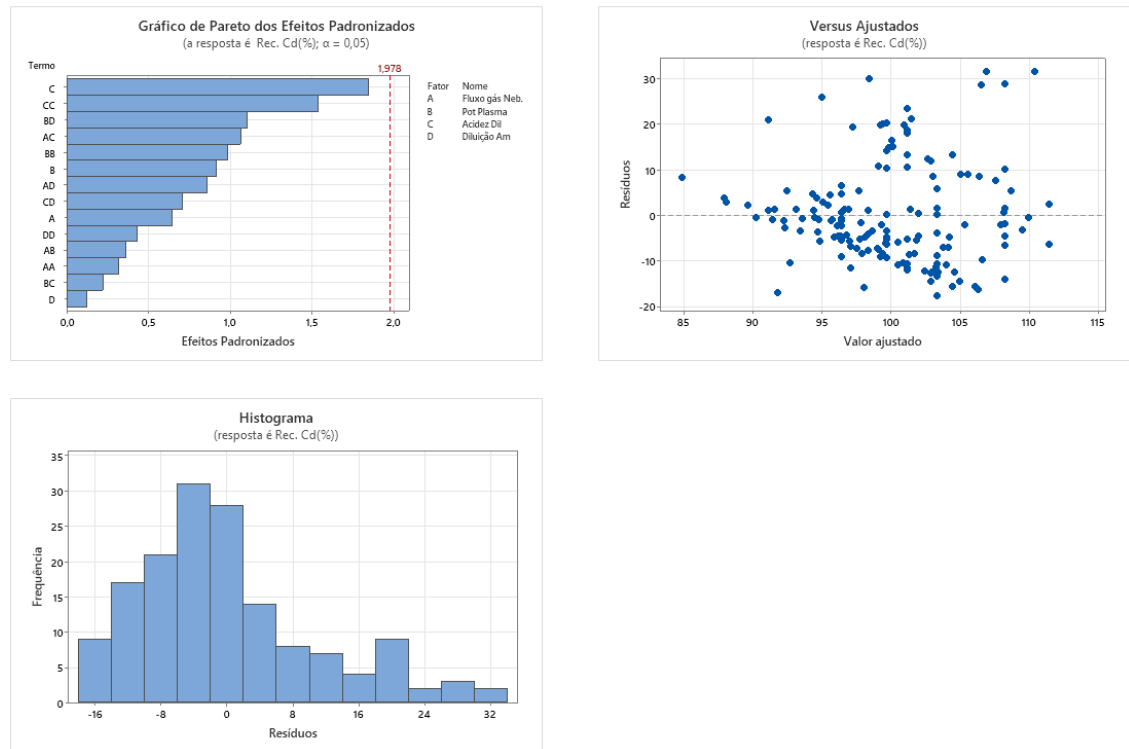 Gráfico de Pareto dos Efeitos Padronizados
(a resposta é Rec. Cd(%); α = 0,05)
Termo
1,978
C
CC
BD
AC
BB
B
AD
CD
A
DD
AB
AA
BC
D
0,0 0,5 1,0 1,5 2,0
Efeitos Padronizados
Fator Nome
A Fluxo gás Neb.
B Pot Plasma
C Acidez Dil
D Diluição Am
Versus Ajustados
(resposta é Rec. Cd(%))
30
20
10
0
-10
-20
Resíduos
85 90 95 100 105 110 115
Valor ajustado
Histograma
(resposta é Rec. Cd(%))
35
30
25
20
15
10
5
0
Frequência
-16 -8 0 8 16 24 32
Resíduos